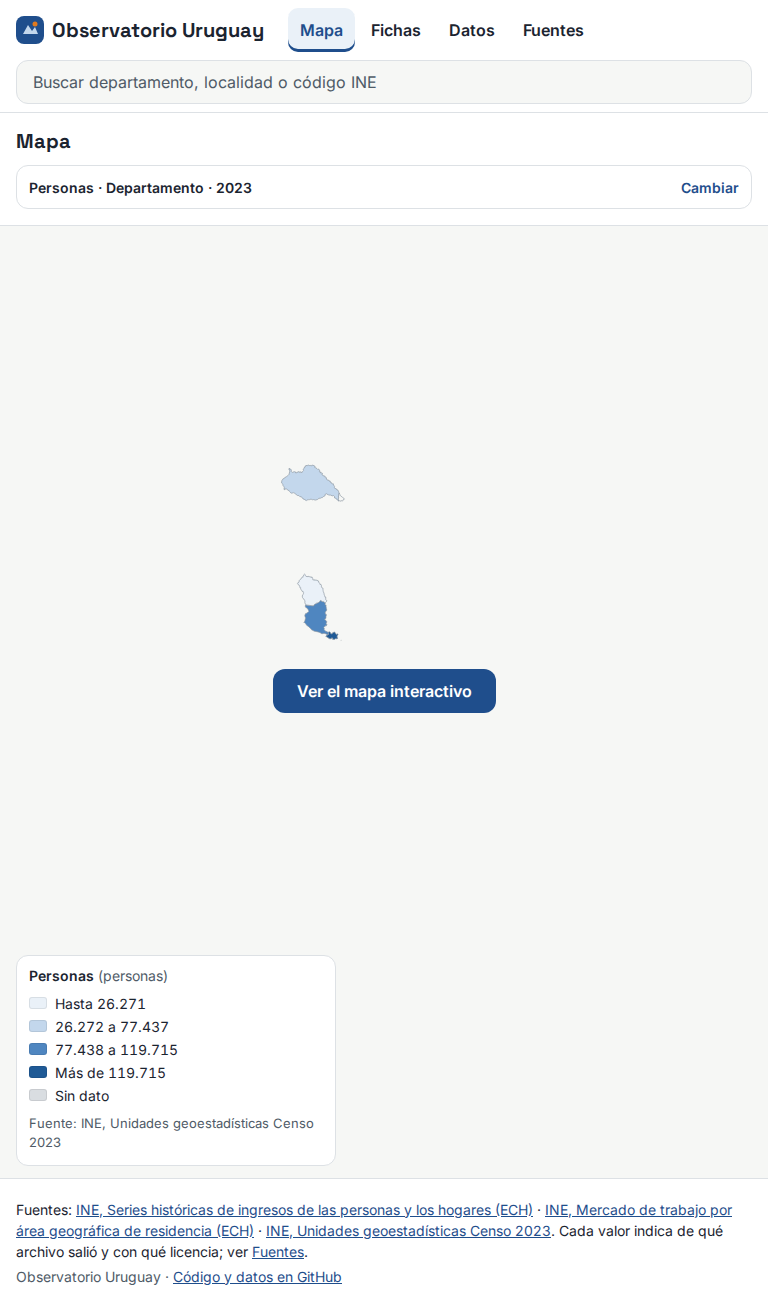 Observatorio Uruguay
Mapa
Fichas
Datos
Fuentes
Buscar departamento, localidad o código INE
Mapa
Personas · Departamento · 2023
Cambiar
Ver el mapa interactivo
Personas (personas)
Hasta 26.271
26.272 a 77.437
77.438 a 119.715
Más de 119.715
Sin dato
Fuente: INE, Unidades geoestadísticas Censo
2023
Fuentes: INE, Series históricas de ingresos de las personas y los hogares (ECH) · INE, Mercado de trabajo por
área geográfica de residencia (ECH) · INE, Unidades geoestadísticas Censo 2023. Cada valor indica de qué
archivo salió y con qué licencia; ver Fuentes.
Observatorio Uruguay · Código y datos en GitHub